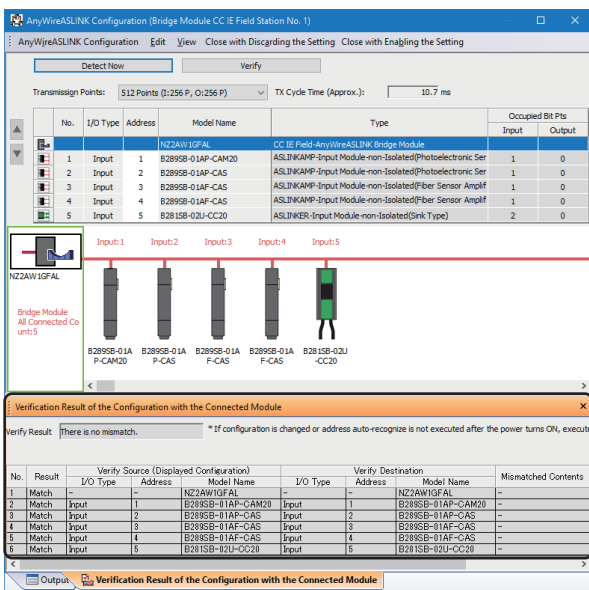 AnyWireASLINK Configuration (Bridge Module CC IE Field Station No. 1)
AnyWireASLINK Configuration Edit View Close with Discarding the Setting Close with Enabling the Setting
Detect Now Verify
Transmission Points: 512 Points (I:256 P, O:256 P) TX Cycle Time (Approx.): 10.7 ms
No. I/O Type Address Model Name Type Occupied Bit Pts
Input Output
NZ2AW1GFAL CC IE Field-AnyWireASLINK Bridge Module
1 Input 1 B289SB-01AP-CAM20 ASLINKAMP-Input Module-non-Isolated(Photoelectronic Ser 1 0
2 Input 2 B289SB-01AP-CAS ASLINKAMP-Input Module-non-Isolated(Photoelectronic Ser 1 0
3 Input 3 B289SB-01AF-CAS ASLINKAMP-Input Module-non-Isolated(Fiber Sensor Amplif 1 0
4 Input 4 B289SB-01AF-CAS ASLINKAMP-Input Module-non-Isolated(Fiber Sensor Amplif 1 0
5 Input 5 B281SB-02U-CC20 ASLINKER-Input Module-non-Isolated(Sink Type) 2 0
Input:1 Input:2 Input:3 Input:4 Input:5
NZ2AW1GFAL
Bridge Module
All Connected Co
unt:5
B289SB-01A B289SB-01A B289SB-01A B289SB-01A B281SB-02U
P-CAM20 P-CAS F-CAS F-CAS -CC20
Verification Result of the Configuration with the Connected Module
Verify Result There is no mismatch. * If configuration is changed or address auto-recognize is not executed after the power turns ON, execute
No. Result Verify Source (Displayed Configuration) Verify Destination Mismatched Contents
I/O Type Address Model Name I/O Type Address Model Name
1 Match - - NZ2AW1GFAL - - NZ2AW1GFAL -
2 Match Input 1 B289SB-01AP-CAM20 Input 1 B289SB-01AP-CAM20 -
3 Match Input 2 B289SB-01AP-CAS Input 2 B289SB-01AP-CAS -
4 Match Input 3 B289SB-01AF-CAS Input 3 B289SB-01AF-CAS -
5 Match Input 4 B289SB-01AF-CAS Input 4 B289SB-01AF-CAS -
6 Match Input 5 B281SB-02U-CC20 Input 5 B281SB-02U-CC20 -
Output Verification Result of the Configuration with the Connected Module